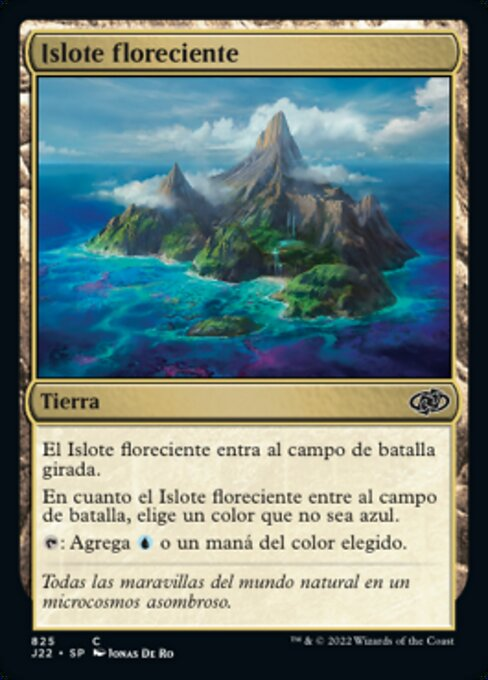 Islote floreciente
Tierra
El Islote floreciente entra al campo de batalla
girada.
En cuanto el Islote floreciente entre al campo
de batalla, elige un color que no sea azul.
: Agrega o un maná del color elegido.
Todas las maravillas del mundo natural en un
microcosmos asombroso.
825 C
J22 • SP Jonas De Ro
™ & © 2022 Wizards of the Coast